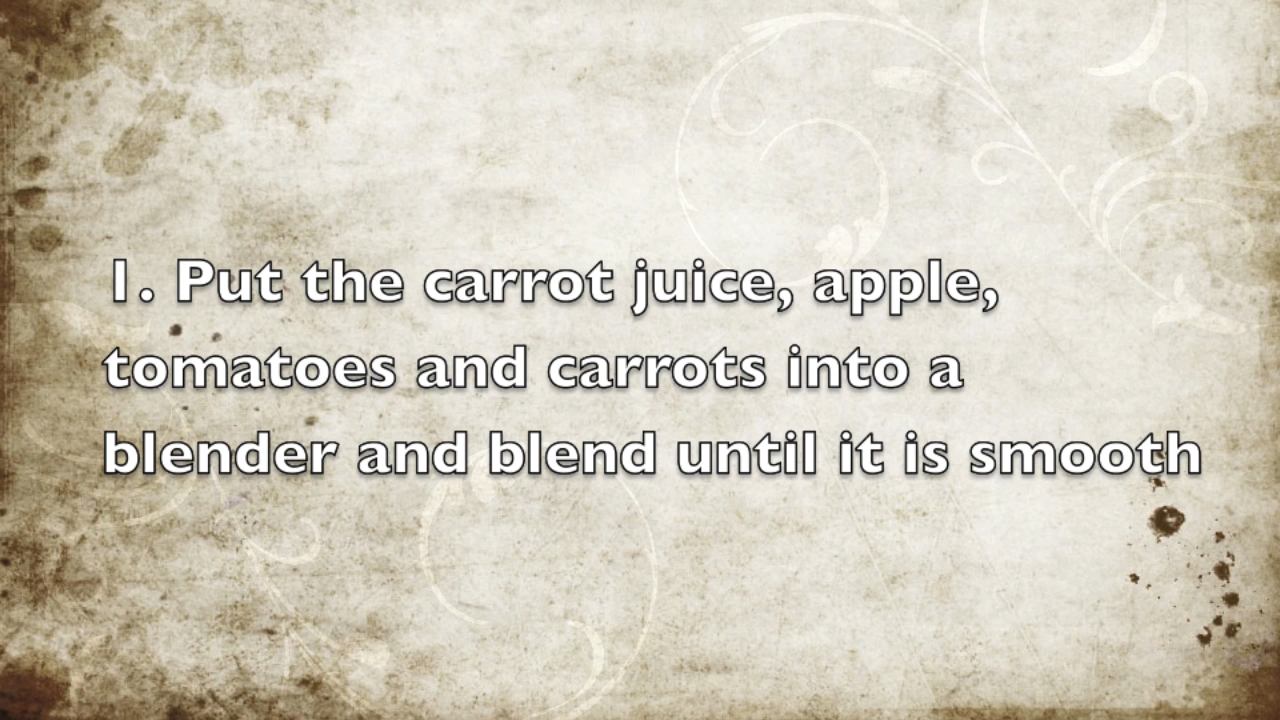 1. Put the carrot juice, apple,
tomatoes and carrots into a
blender and blend until it is smooth